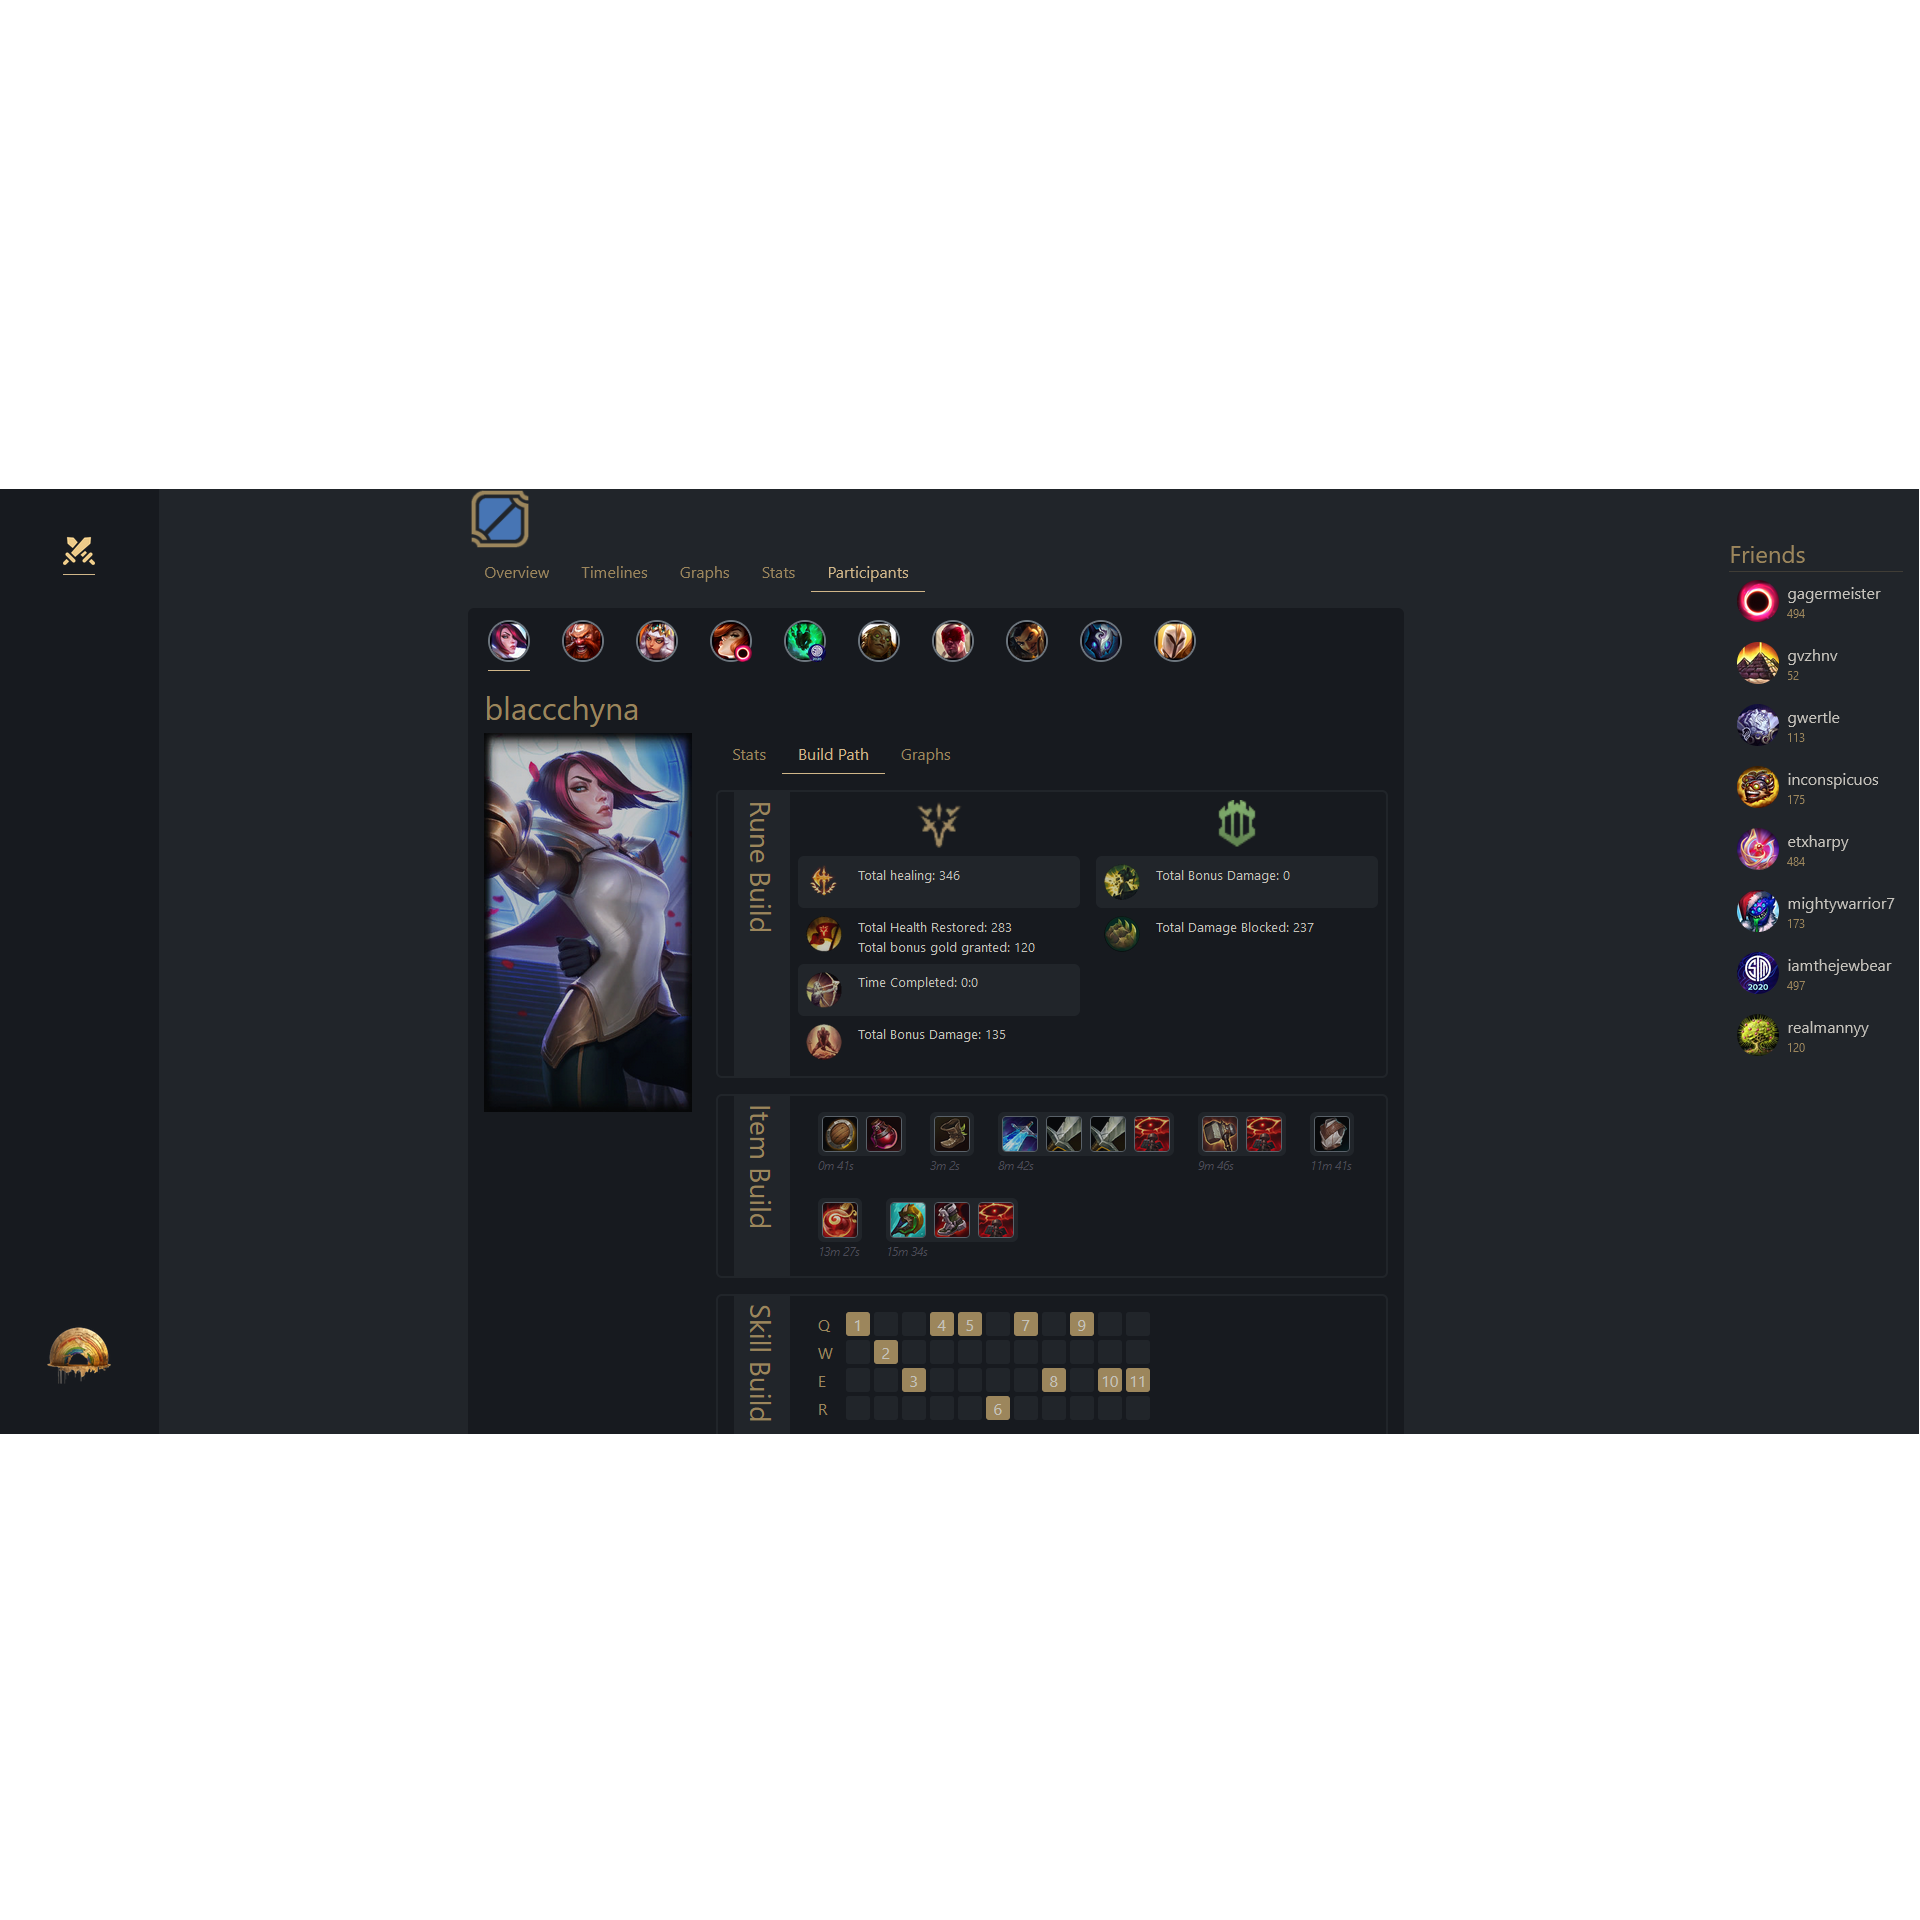 Overview Timelines Graphs Stats Participants
blaccchyna
Stats Build Path Graphs
Rune Build
Total healing: 346
Total Health Restored: 283
Total bonus gold granted: 120
Time Completed: 0:0
Total Bonus Damage: 135
Total Bonus Damage: 0
Total Damage Blocked: 237
Item Build
0m 41s 3m 2s 8m 42s 9m 46s 11m 41s
13m 27s 15m 34s
Skill Build
Q 1 4 5 7 9
W 2
E 3 8 10 11
R 6
Friends
gagermeister
494
gvzhnv
52
gwertle
113
inconspicuos
175
etxharpy
484
mightywarrior7
173
2020
iamthejewbear
497
realmannyy
120